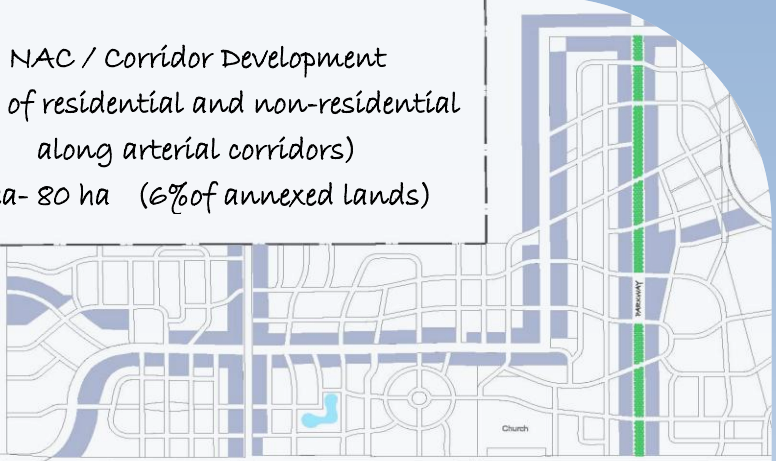 NAC / Corridor Development
of residential and non-residential
along arterial corridors)
a- 80 ha (6%of annexed lands)
PARKWAY
Church